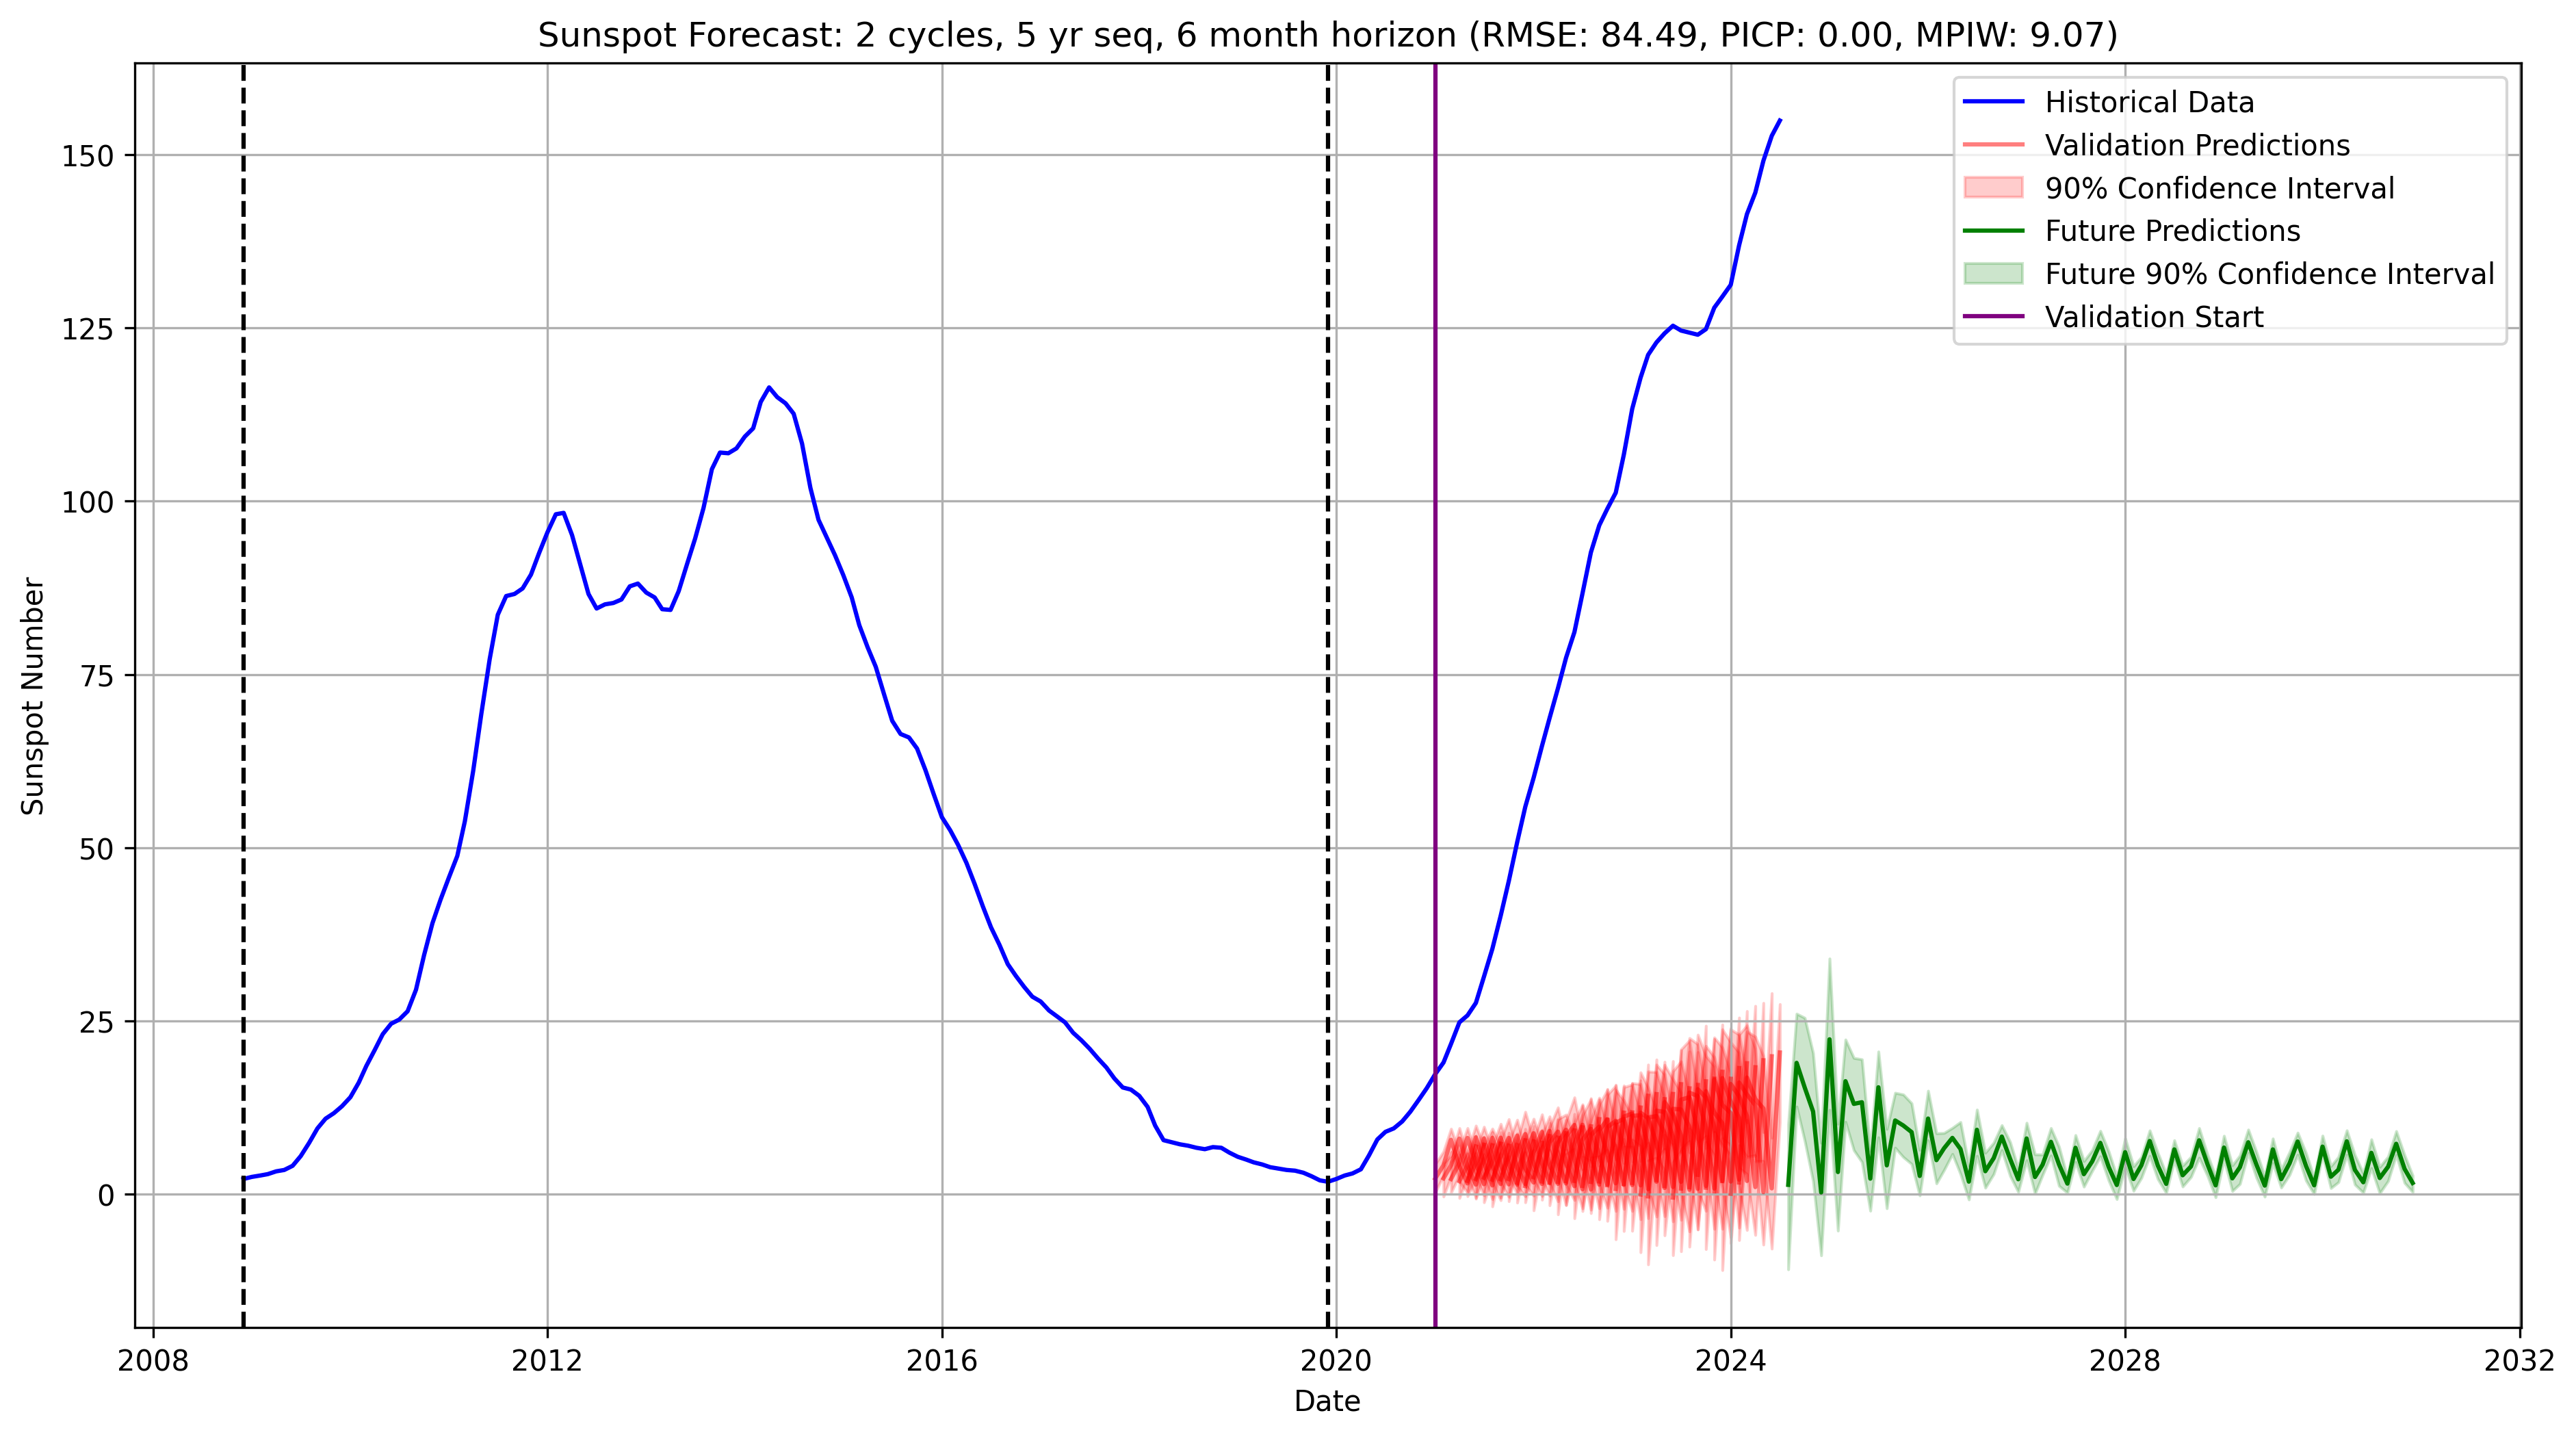 Sunspot Forecast: 2 cycles, 5 yr seq, 6 month horizon (RMSE: 84.49, PICP: 0.00, MPIW: 9.07)
Historical Data
Validation Predictions
90% Confidence Interval
Future Predictions
Future 90% Confidence Interval
Validation Start
Sunspot Number
150
125
100
75
50
25
0
2008 2012 2016 2020 2024 2028 2032
Date